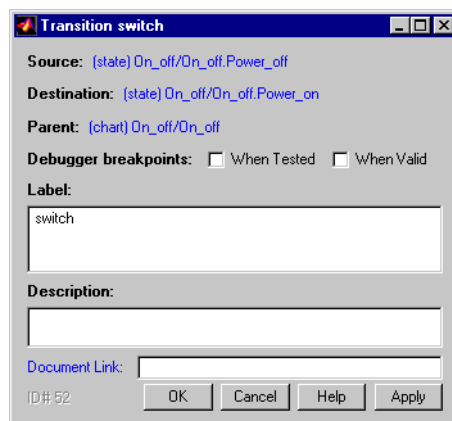 Transition switch
Source: (state) On_off/On_off.Power_off
Destination: (state) On_off/On_off.Power_on
Parent: (chart) On_off/On_off
Debugger breakpoints: When Tested When Valid
Label:
switch
Description:
Document Link:
ID# 52 OK Cancel Help Apply